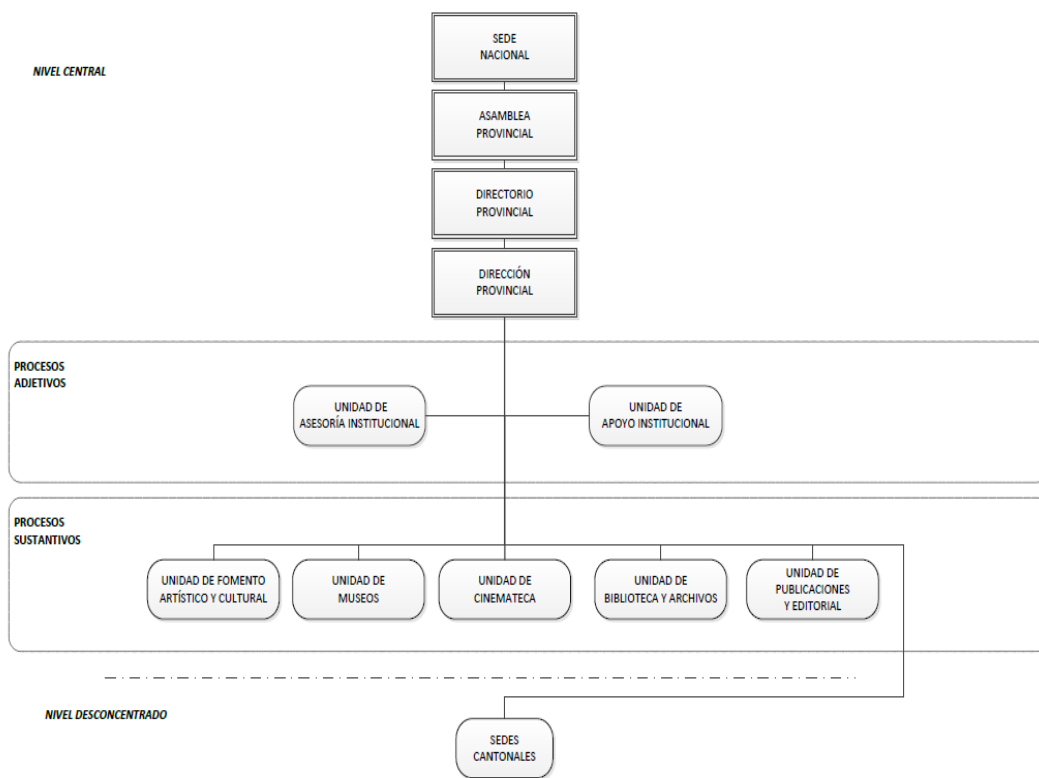 SEDE
NACIONAL
NIVEL CENTRAL
ASAMBLEA
PROVINCIAL
DIRECTORIO
PROVINCIAL
DIRECCIÓN
PROVINCIAL
PROCESOS
ADJETIVOS
UNIDAD DE
ASESORÍA INSTITUCIONAL
UNIDAD DE
APOYO INSTITUCIONAL
PROCESOS
SUSTANTIVOS
UNIDAD DE FOMENTO
ARTÍSTICO Y CULTURAL
UNIDAD DE
MUSEOS
UNIDAD DE
CINEMATECA
UNIDAD DE
BIBLIOTECA Y ARCHIVOS
UNIDAD DE
PUBLICACIONES
Y EDITORIAL
NIVEL DESCONCENTRADO
SEDES
CANTONALES